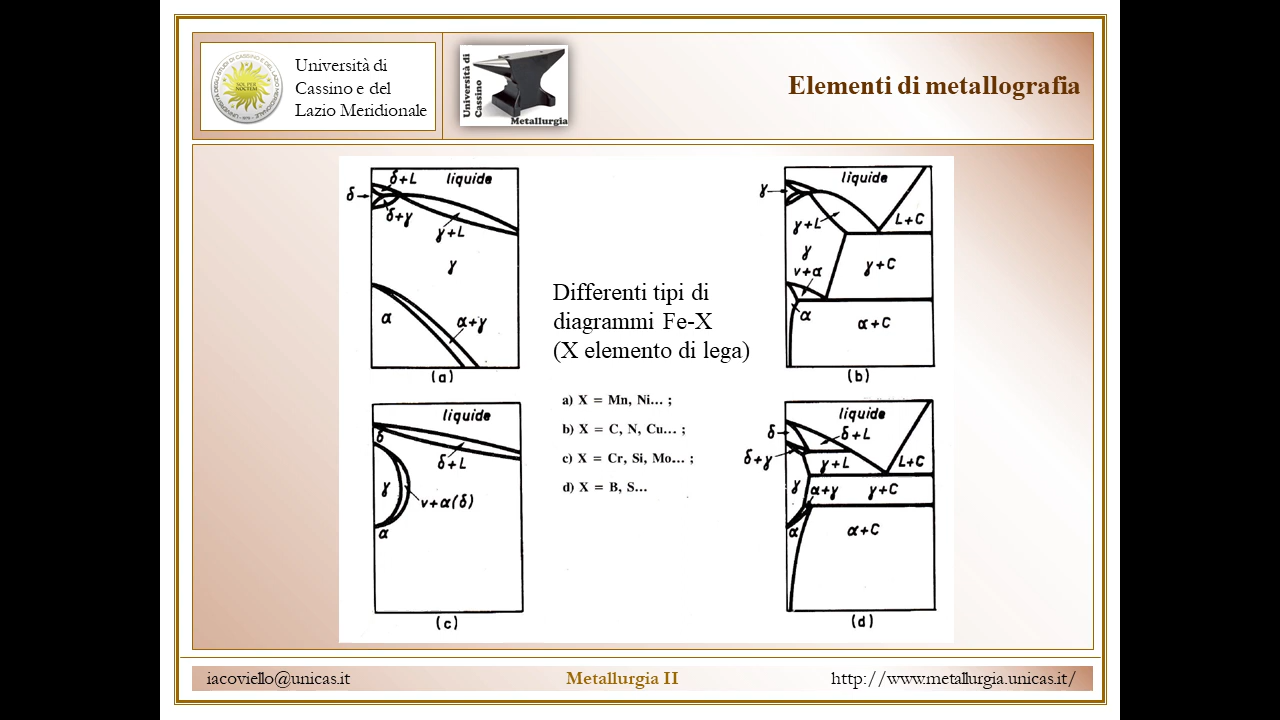 Università di
Cassino e del
Lazio Meridionale
Università di
Cassino
Metallurgia
Elementi di metallografia
δ+L
liquide
δ
δ+γ
γ+L
γ
α
α+γ
(a)
liquide
γ
γ+L
L+C
γ
γ+C
v+α
α
α+C
(b)
Differenti tipi di
diagrammi Fe-X
(X elemento di lega)
a) X = Mn, Ni... ;
b) X = C, N, Cu... ;
c) X = Cr, Si, Mo... ;
d) X = B, S...
liquide
δ
δ+L
γ
v+α(δ)
α
(c)
liquide
δ
δ+L
δ+γ
γ+L
L+C
γ
α+γ
γ+C
α
α+C
(d)
iacoviello@unicas.it
Metallurgia II
http://www.metallurgia.unicas.it/